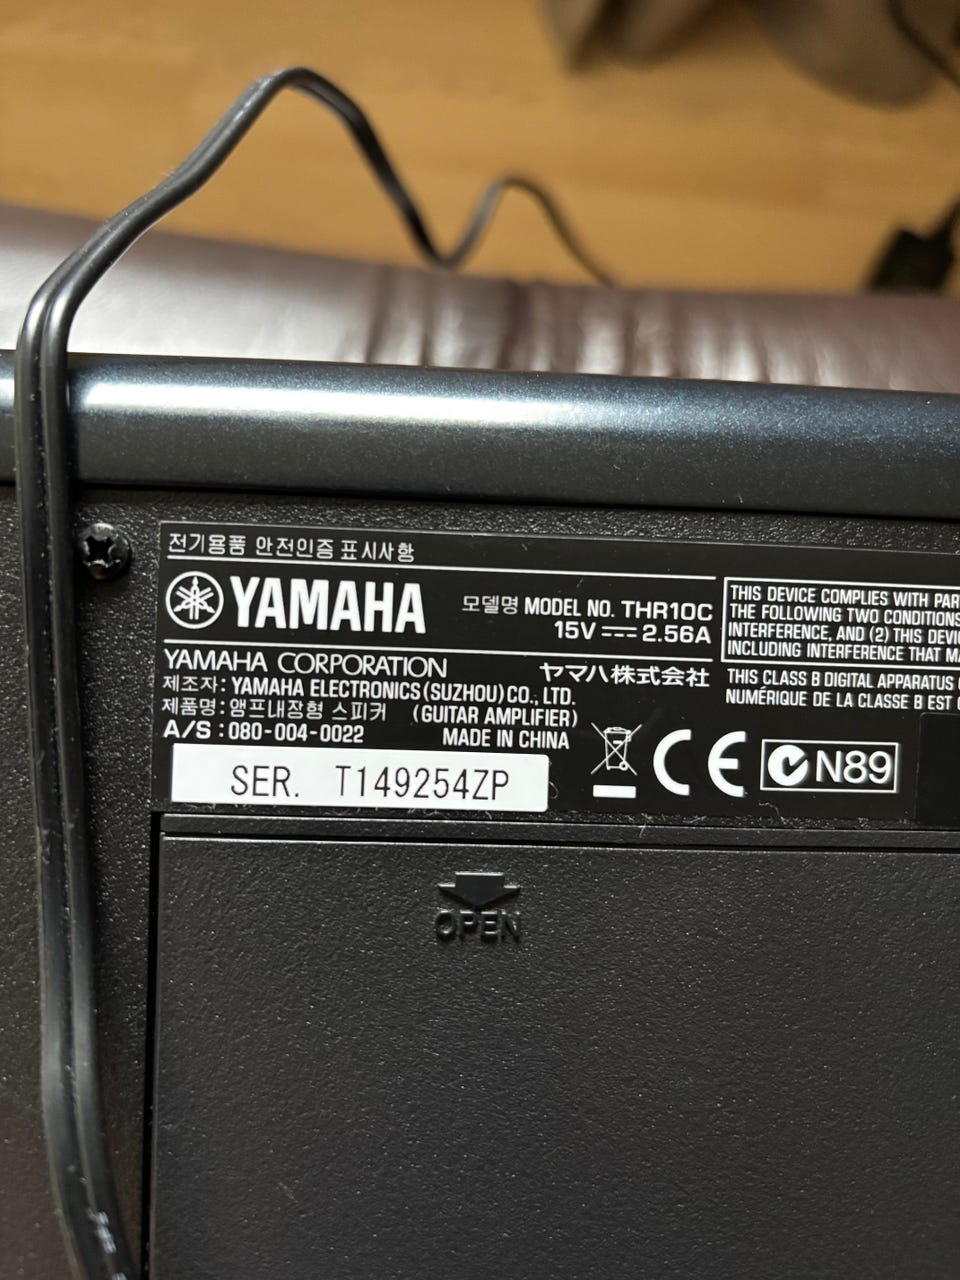 전기용품 안전인증 표시사항
YAMAHA
모델명 MODEL NO. THR10C
15V 2.56A
YAMAHA CORPORATION ヤマハ株式会社
제조자: YAMAHA ELECTRONICS (SUZHOU) CO., LTD.
제품명: 앰프내장형 스피커 (GUITAR AMPLIFIER)
A/S : 080-004-0022 MADE IN CHINA
SER. T149254ZP
THIS DEVICE COMPLIES WITH PAR
THE FOLLOWING TWO CONDITIONS
INTERFERENCE, AND (2) THIS DEVI
INCLUDING INTERFERENCE THAT MA
THIS CLASS B DIGITAL APPARATUS
NUMÉRIQUE DE LA CLASSE B EST
CE N89
OPEN